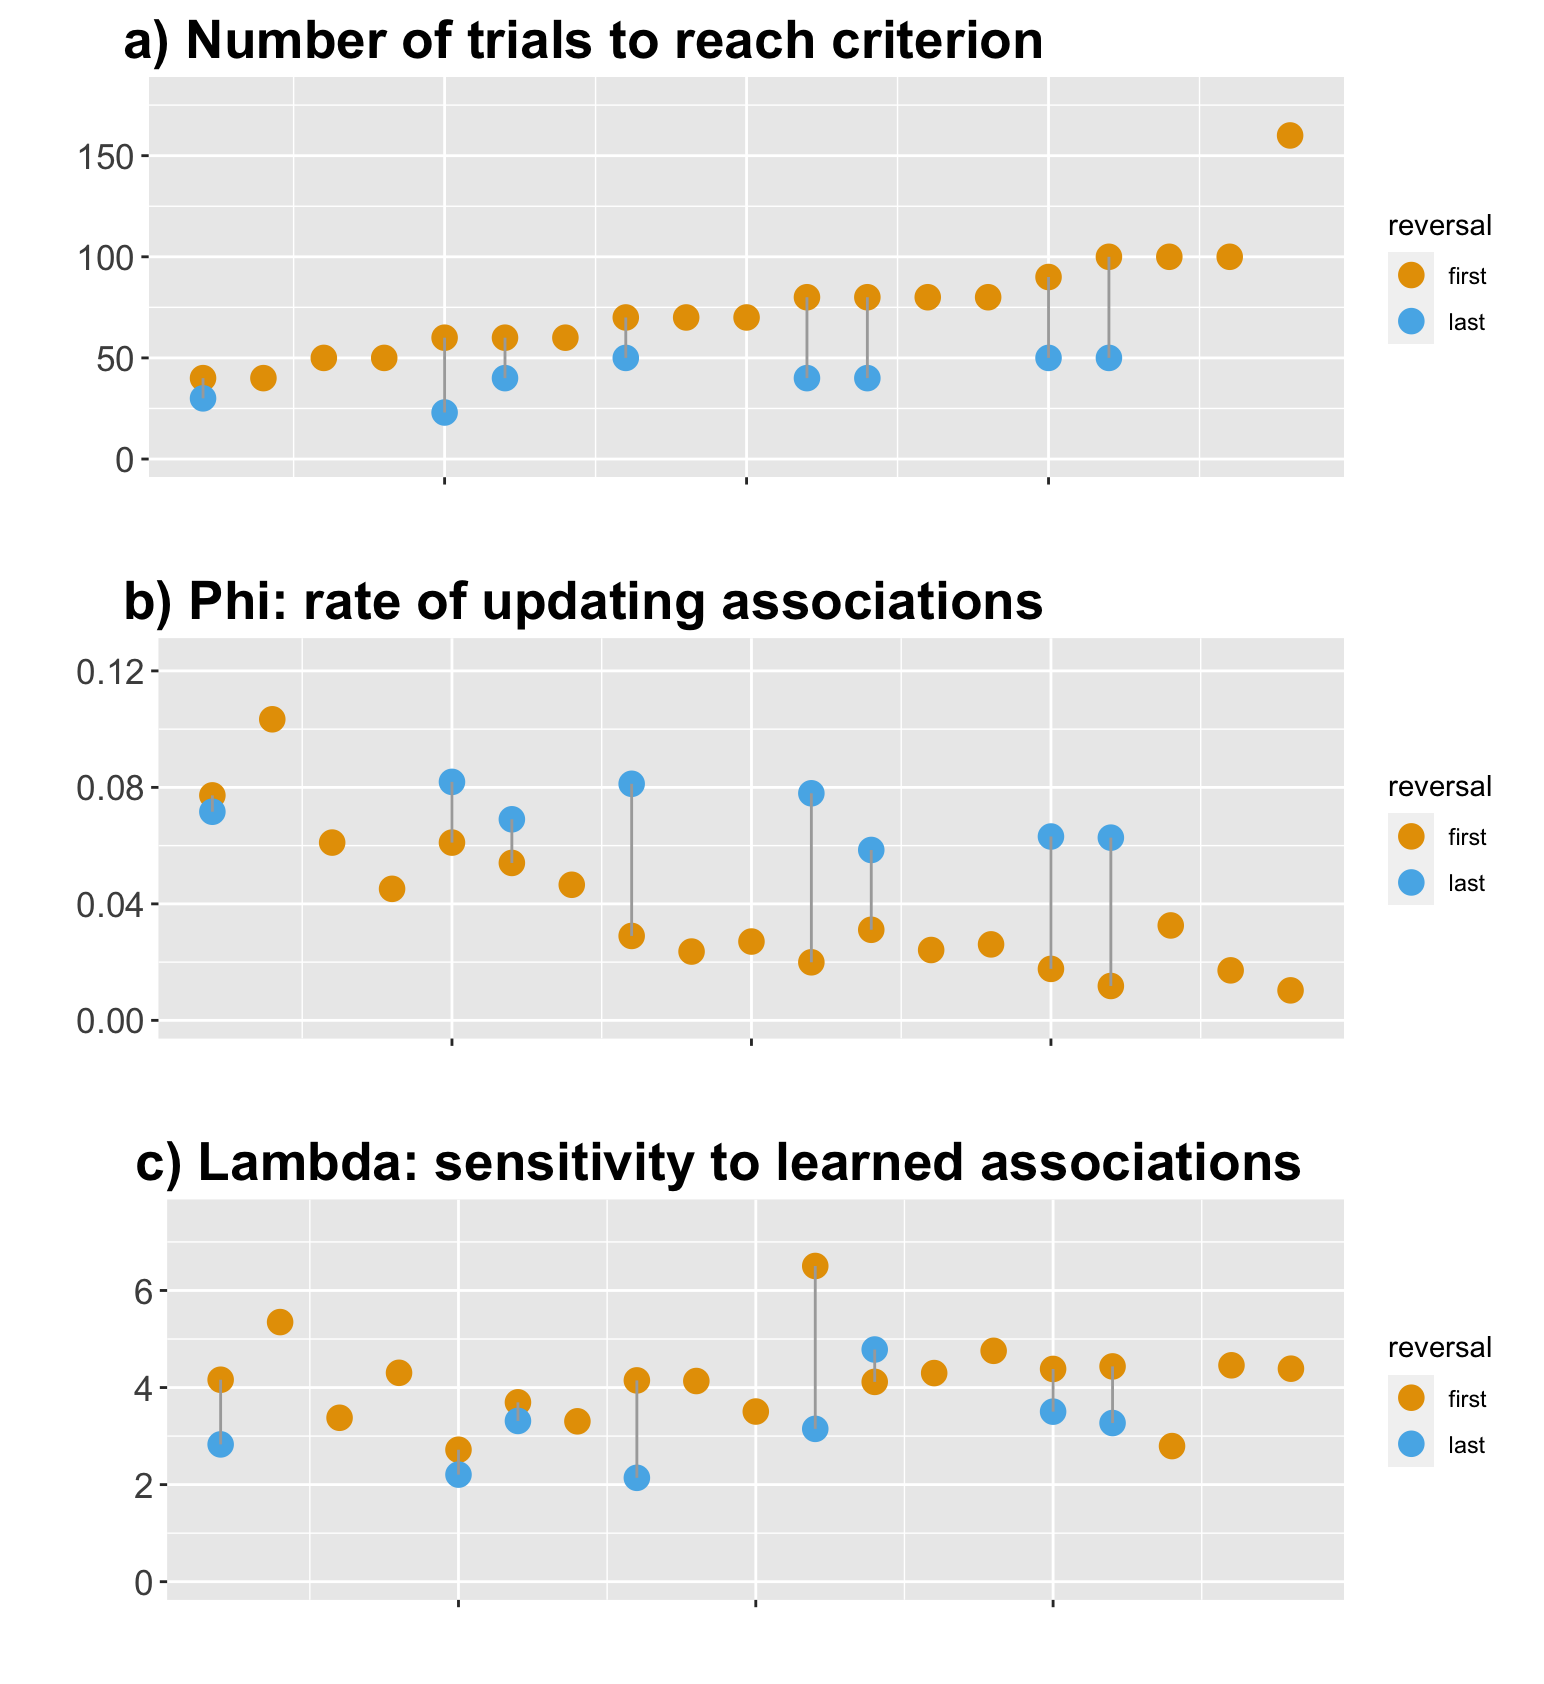 a) Number of trials to reach criterion
150
100
50
0
reversal
first
last
b) Phi: rate of updating associations
0.12
0.08
0.04
0.00
reversal
first
last
c) Lambda: sensitivity to learned associations
6
4
2
0
reversal
first
last